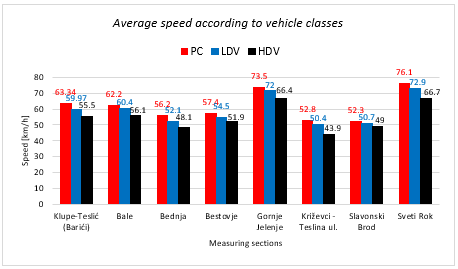 Average speed according to vehicle classes
PC LDV HDV
Speed [km/h]
80
70
60
50
40
30
20
10
0
63.34 59.97 55.5
62.2 60.4 56.1
56.2 52.1 48.1
57.4 54.5 51.9
73.5 72 66.4
52.8 50.4 43.9
52.3 50.7 49
76.1 72.9 66.7
Klupe-Teslić
(Barići)
Bale
Bednja
Bestovje
Gornje
Jelenje
Križevci -
Teslina ul.
Slavonski
Brod
Sveti Rok
Measuring sections